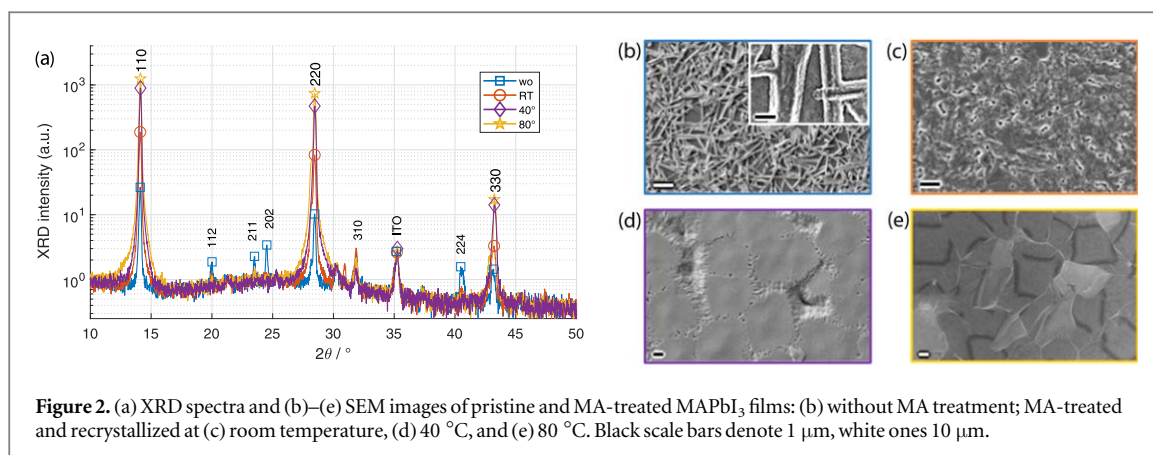 (a)
XRD intensity (a.u.)
10³
10²
10¹
10⁰
110
112
211
202
220
310
ITO
224
330
wo
RT
40°
80°
10 15 20 25 30 35 40 45 50
2θ / °
(b)
(c)
(d)
(e)
Figure 2. (a) XRD spectra and (b)–(e) SEM images of pristine and MA-treated MAPbI₃ films: (b) without MA treatment; MA-treated
and recrystallized at (c) room temperature, (d) 40 °C, and (e) 80 °C. Black scale bars denote 1 μm, white ones 10 μm.